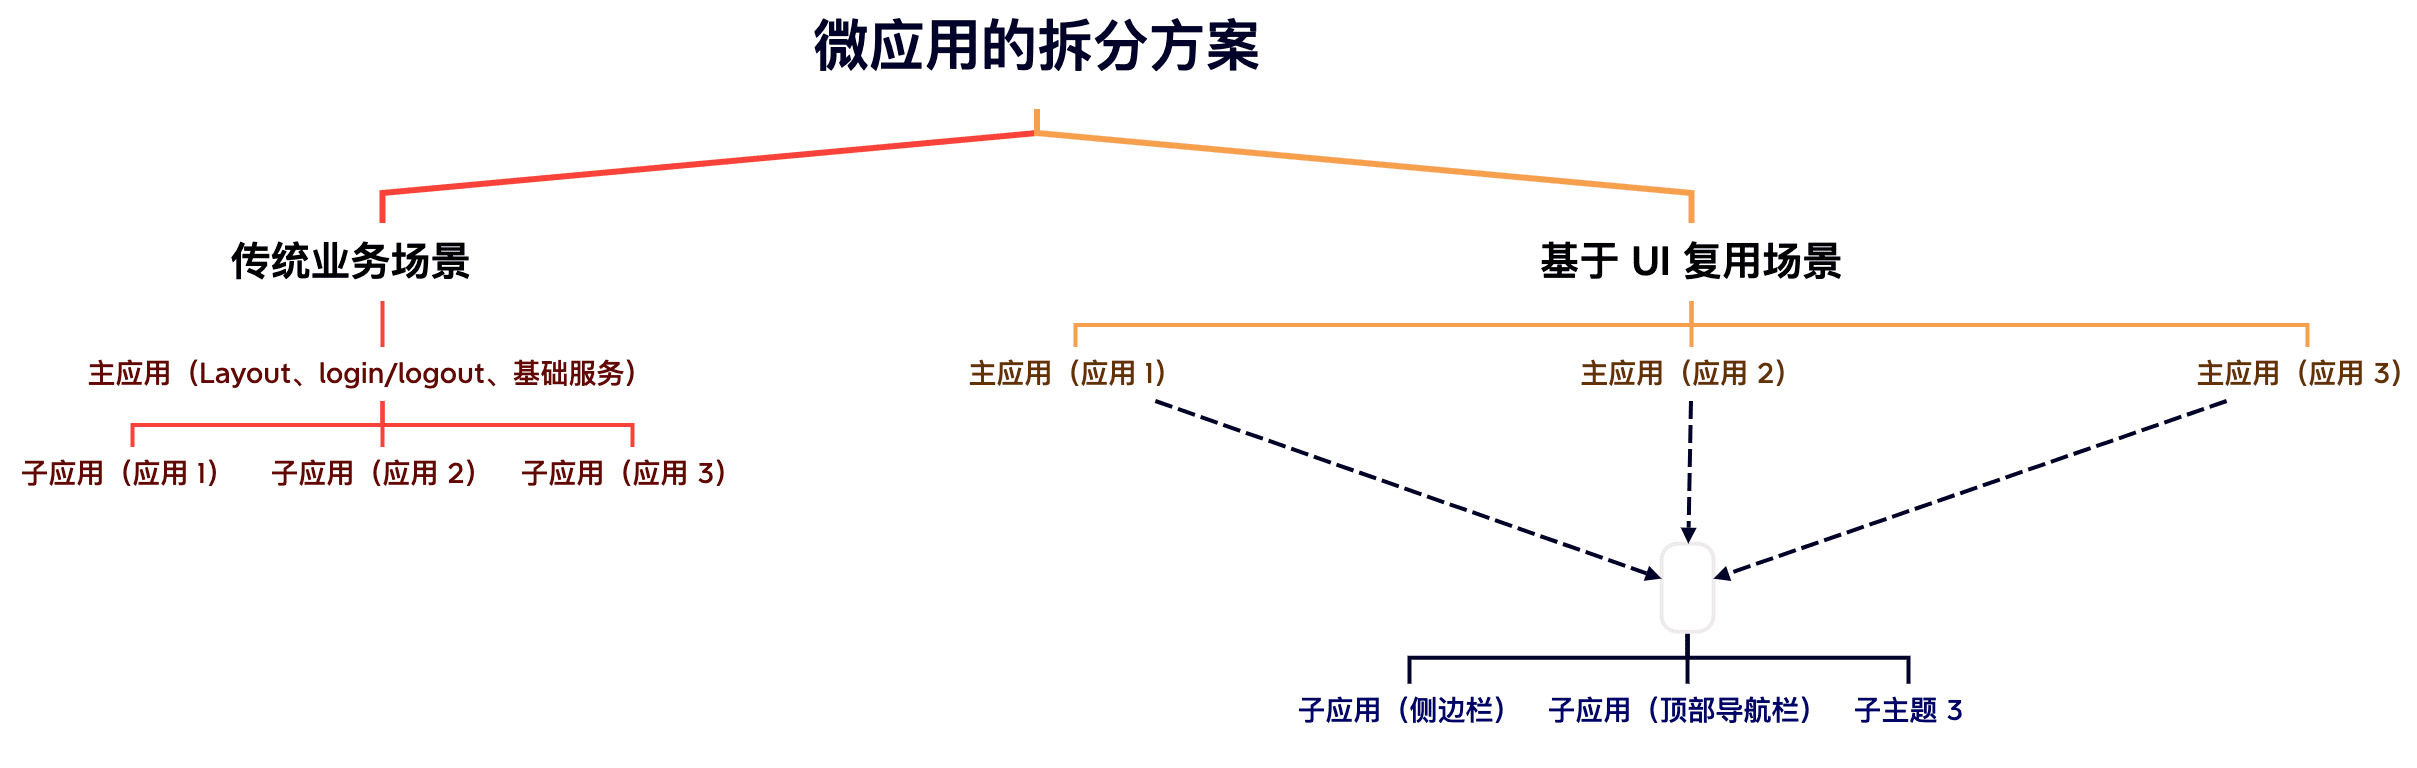 微应用的拆分方案
传统业务场景
基于 UI 复用场景
主应用（Layout、login/logout、基础服务）
主应用（应用 1）
主应用（应用 2）
主应用（应用 3）
子应用（应用 1）
子应用（应用 2）
子应用（应用 3）
子应用（侧边栏）
子应用（顶部导航栏）
子主题 3